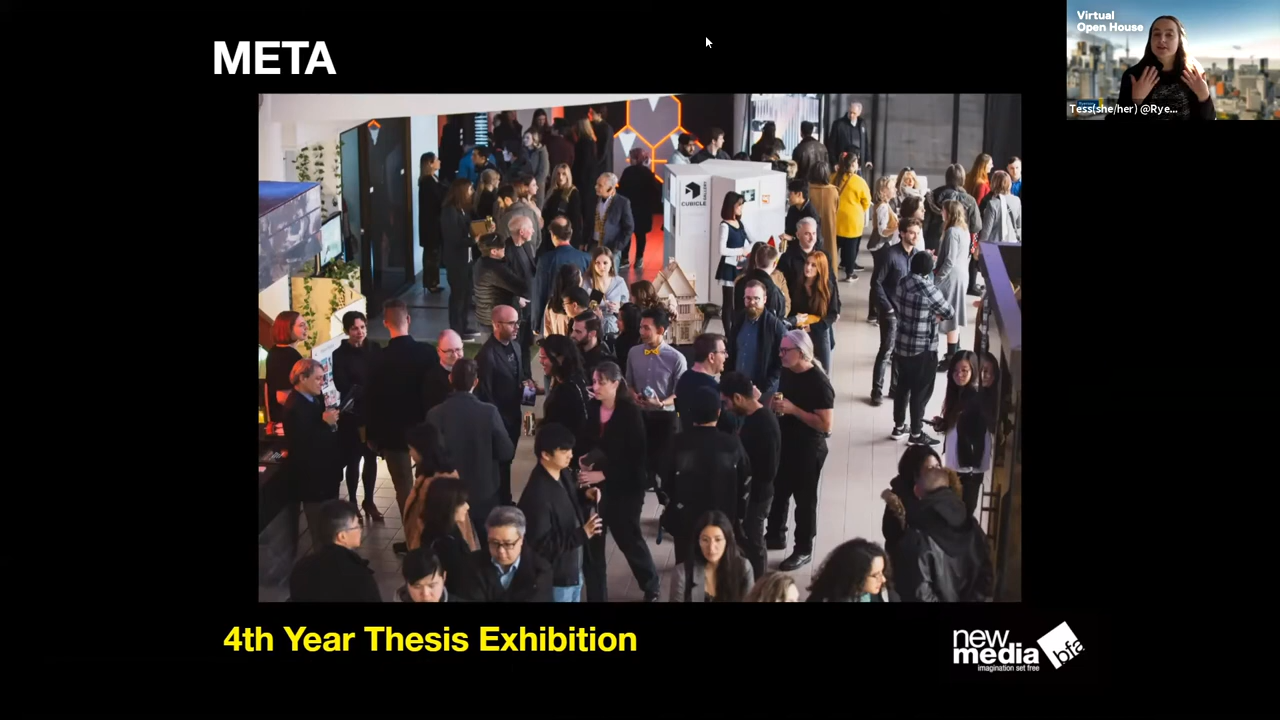 META
Virtual
Open House
Tess(she/her) @Rye...
CUBICLE
GALLERY
4th Year Thesis Exhibition
new
media
bfa
imagination set free